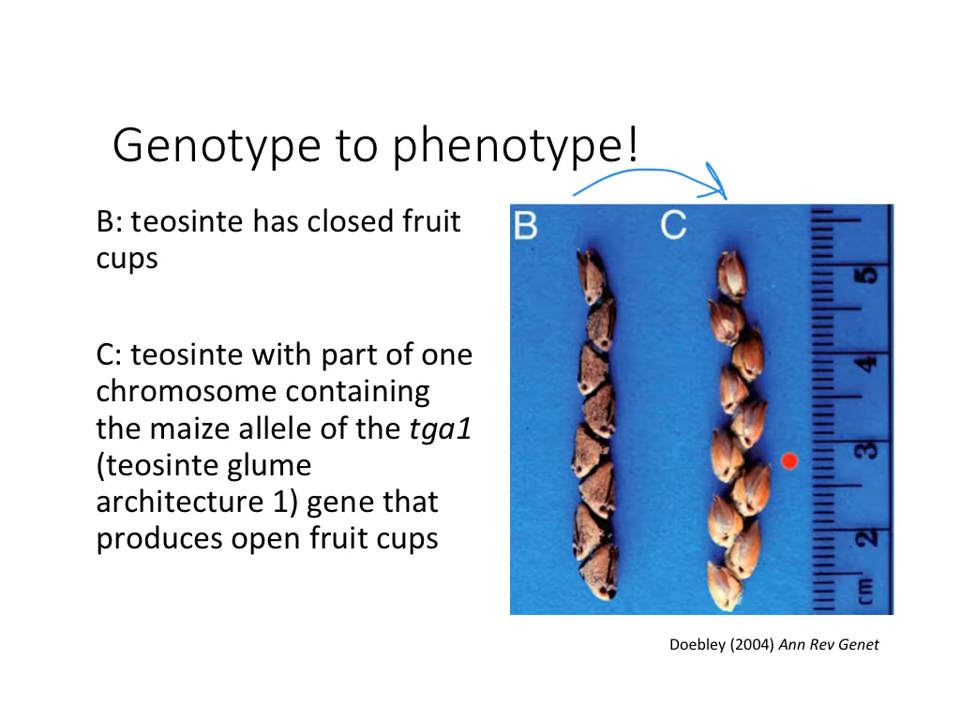 Genotype to phenotype!
B: teosinte has closed fruit
cups
C: teosinte with part of one
chromosome containing
the maize allele of the tga1
(teosinte glume
architecture 1) gene that
produces open fruit cups
B
C
5
4
3
2
cm
Doebley (2004) Ann Rev Genet